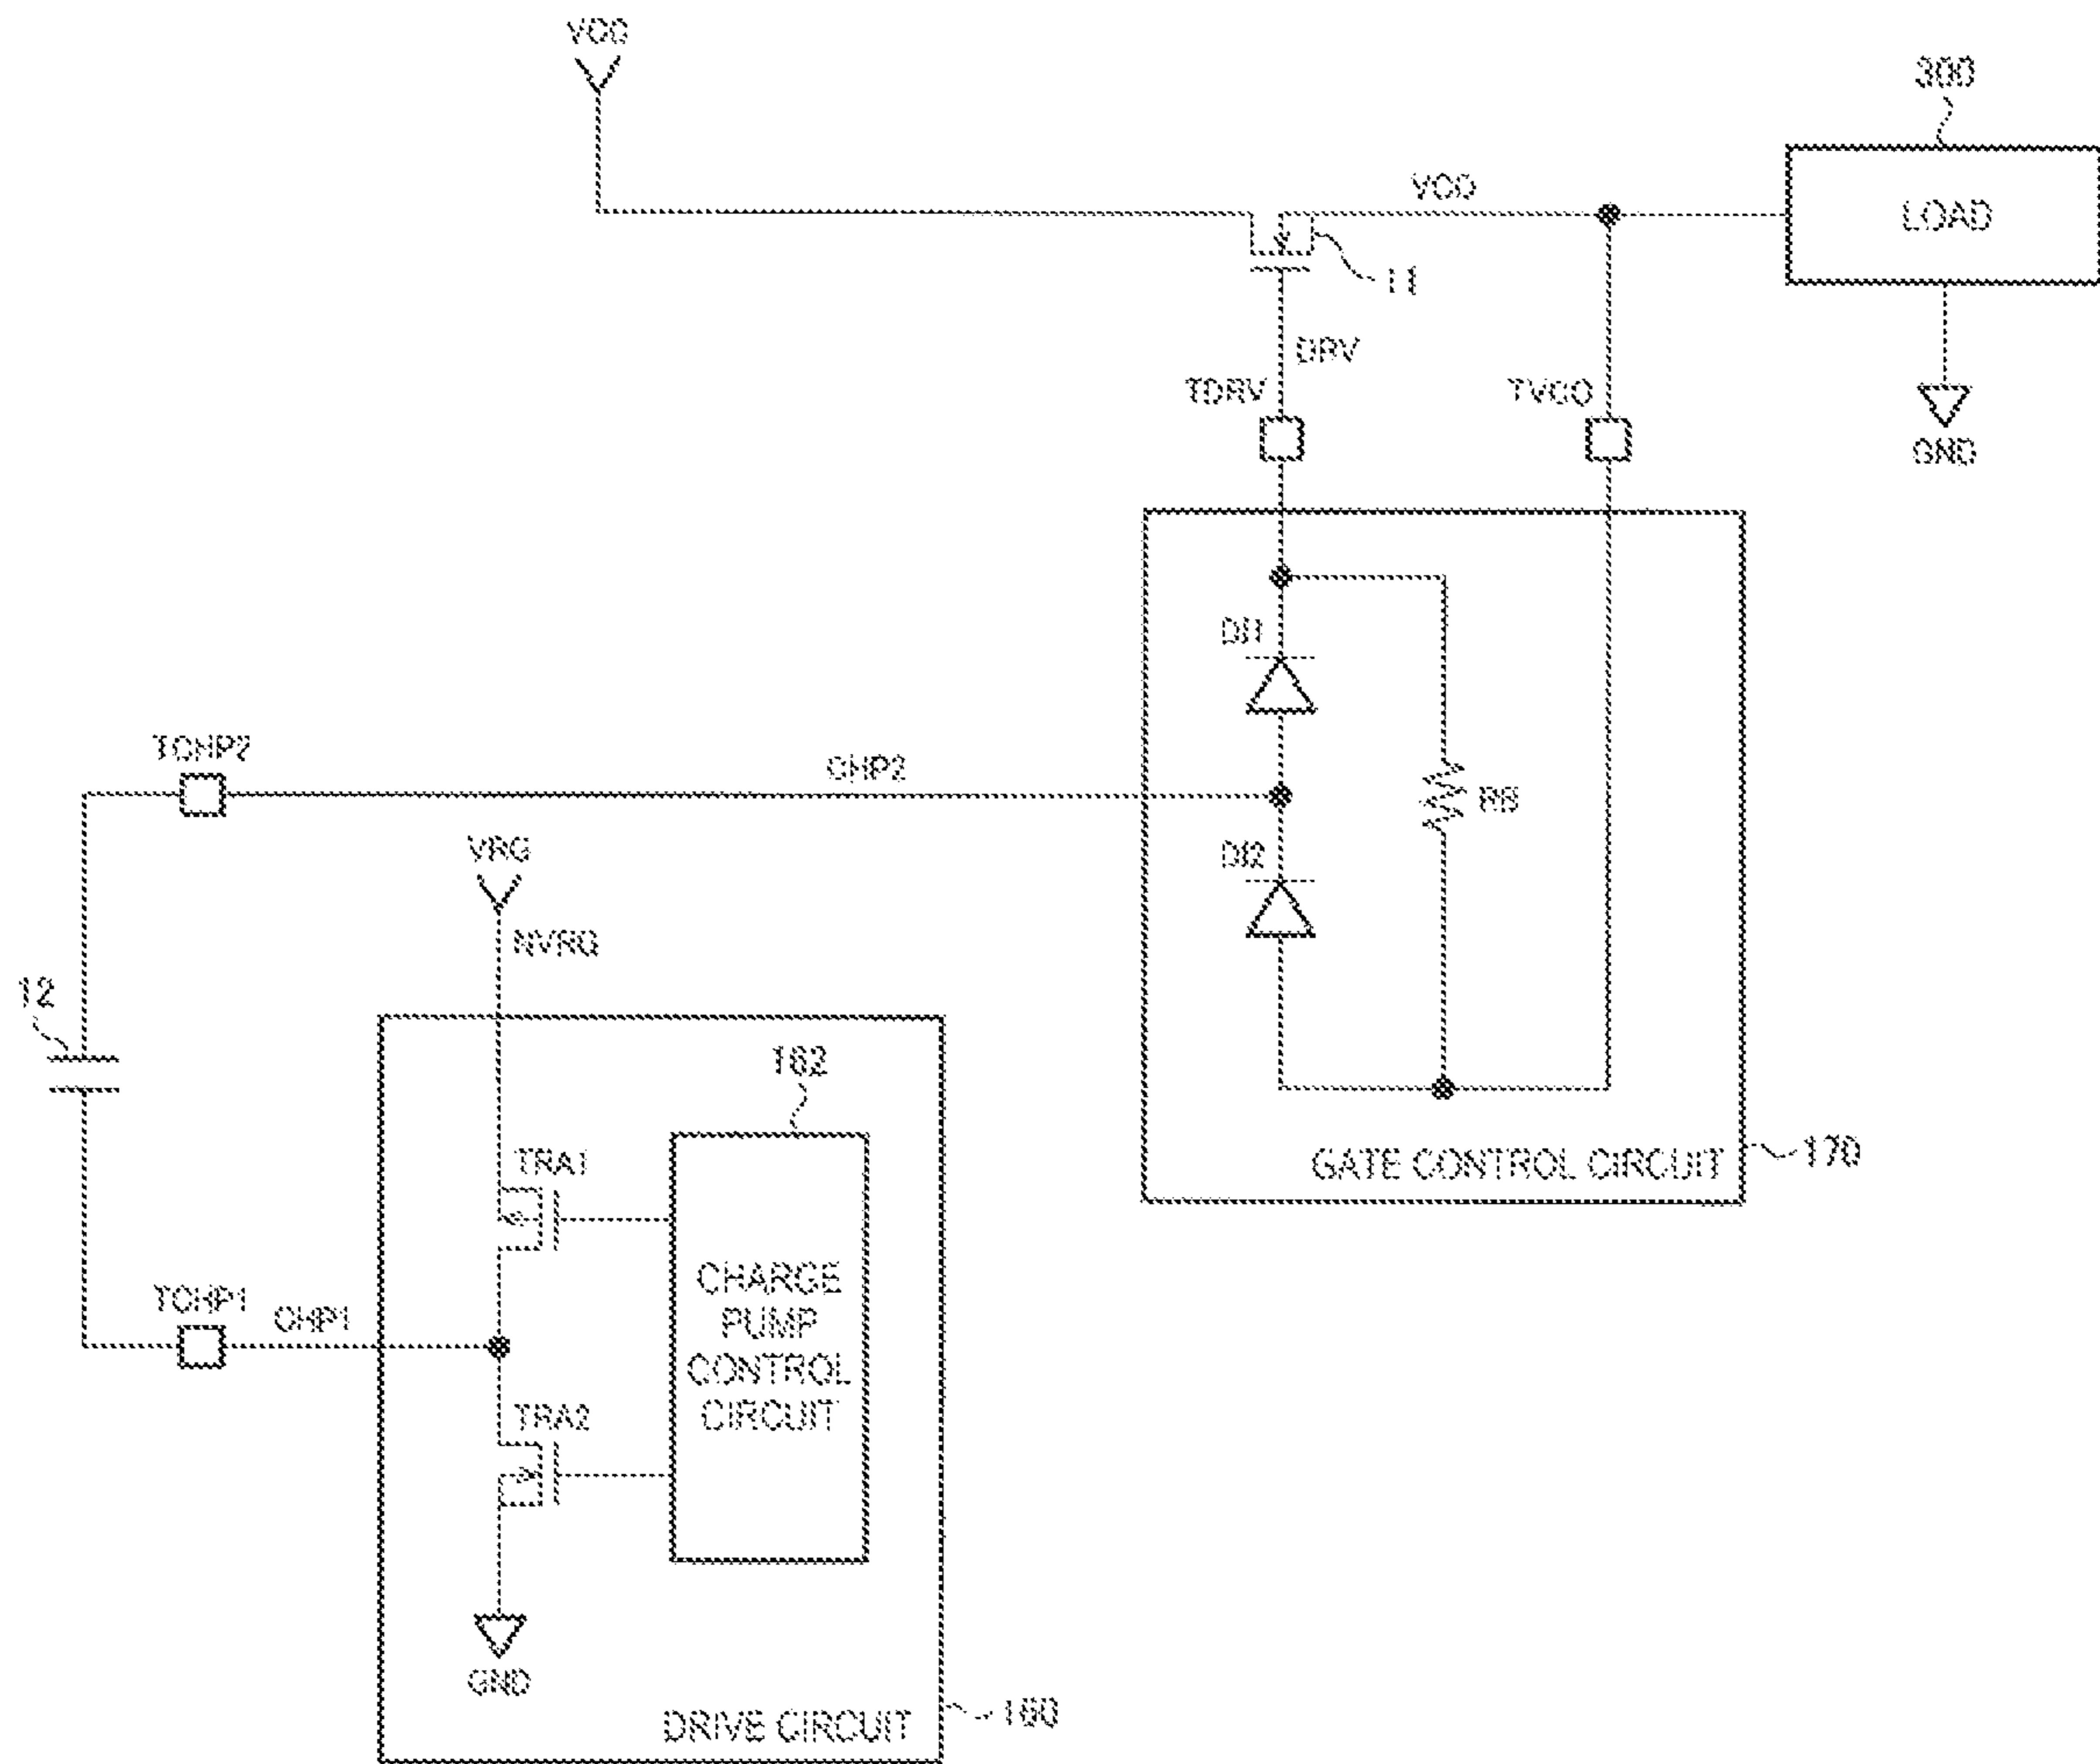 VCC
300
VCO
LOAD
11
DRV
TDRV
TVCO
GND
DI1
TCHP2
CHP2
RB
VRG
DI2
NVRG
12
162
TRA1
GATE CONTROL CIRCUIT
170
CHARGE
PUMP
CONTROL
CIRCUIT
TCHP1
CHP1
TRA2
GND
DRIVE CIRCUIT
160